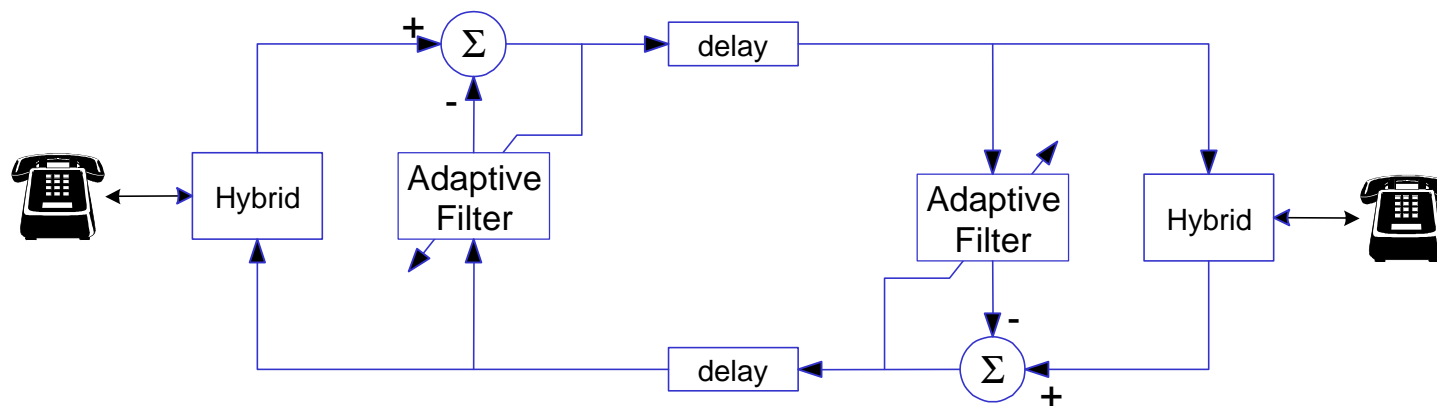 +
Σ
delay
-
Hybrid
Adaptive
Filter
Adaptive
Filter
Hybrid
-
delay
Σ
+